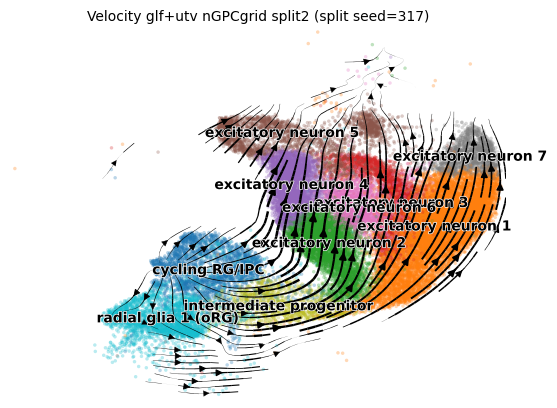 Velocity glf+utv nGPCgrid split2 (split seed=317)
excitatory neuron 5
excitatory neuron 7
excitatory neuron 4
excitatory neuron 3
excitatory neuron 6
excitatory neuron 1
excitatory neuron 2
cycling RG/IPC
intermediate progenitor
radial glia 1 (oRG)